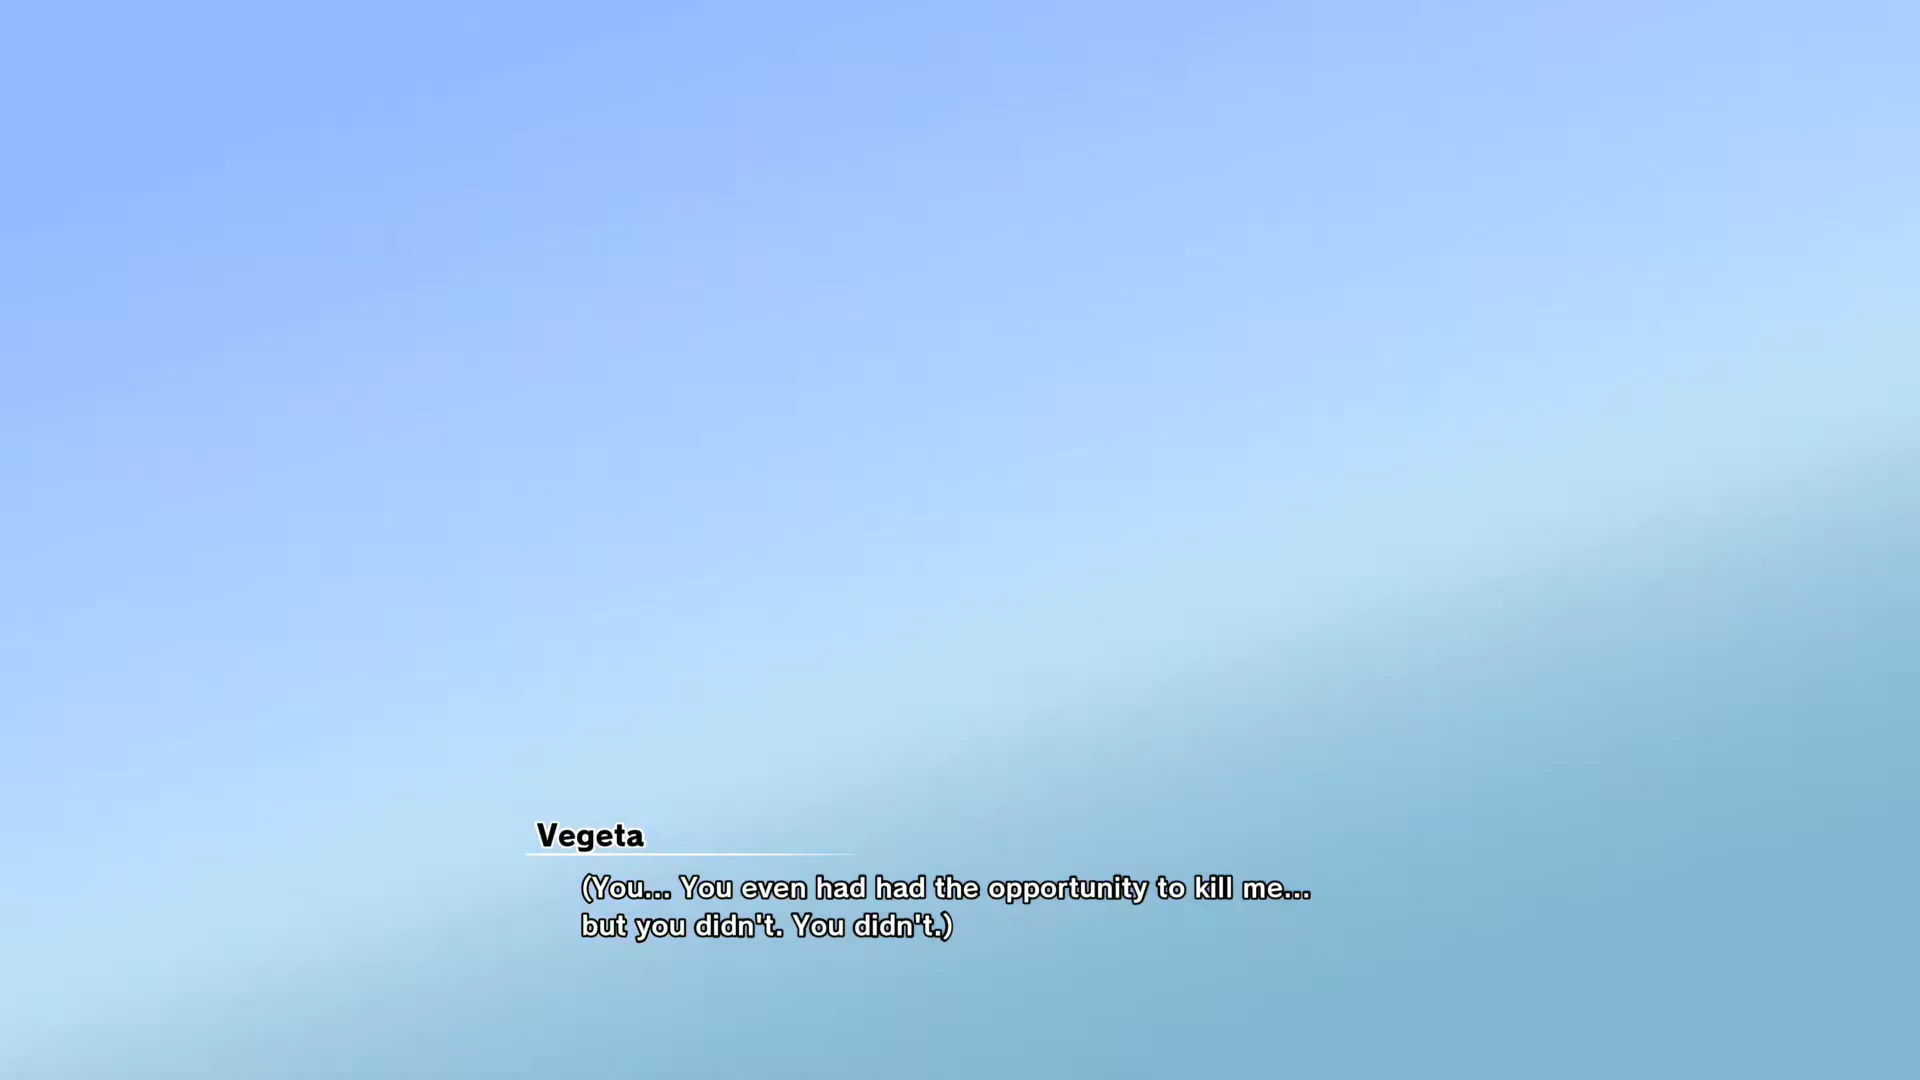 Vegeta
(You... You even had had the opportunity to kill me...
but you didn't. You didn't.)